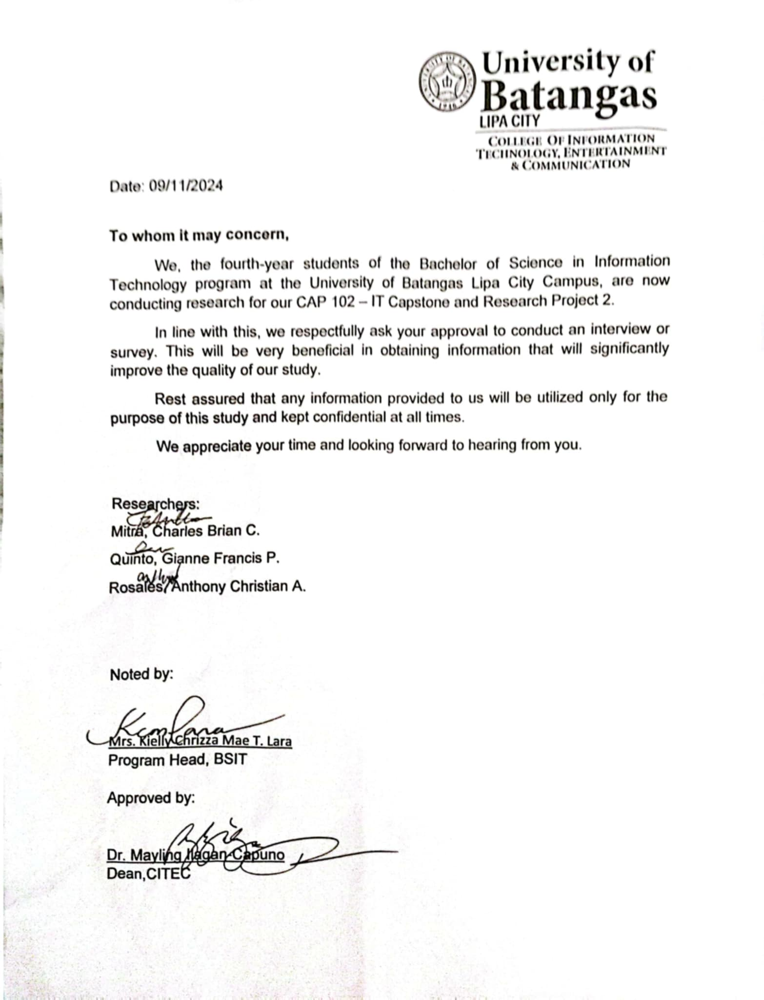 UNIVERSITY OF BATANGAS
1946
University of
Batangas
LIPA CITY
COLLEGE OF INFORMATION
TECHNOLOGY, ENTERTAINMENT
& COMMUNICATION
Date: 09/11/2024
To whom it may concern,
We, the fourth-year students of the Bachelor of Science in Information
Technology program at the University of Batangas Lipa City Campus, are now
conducting research for our CAP 102 – IT Capstone and Research Project 2.
In line with this, we respectfully ask your approval to conduct an interview or
survey. This will be very beneficial in obtaining information that will significantly
improve the quality of our study.
Rest assured that any information provided to us will be utilized only for the
purpose of this study and kept confidential at all times.
We appreciate your time and looking forward to hearing from you.
Researchers:
Mitra, Charles Brian C.
Quinto, Gianne Francis P.
Rosales, Anthony Christian A.
Noted by:
Mrs. Kielly Chrizza Mae T. Lara
Program Head, BSIT
Approved by:
Dr. Mayling Ilagan-Capuno
Dean,CITEC